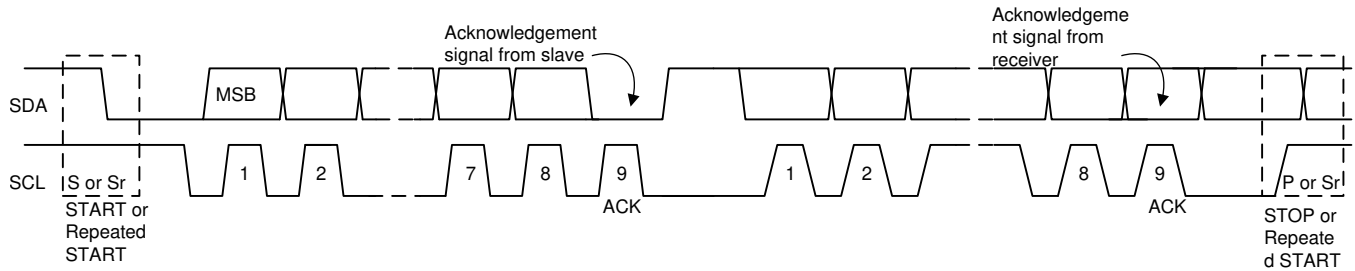 Acknowledgement
signal from slave
Acknowledgeme
nt signal from
receiver
SDA
MSB
SCL
S or Sr
1
2
7
8
9
1
2
8
9
P or Sr
ACK
ACK
START or
Repeated
START
STOP or
Repeate
d START